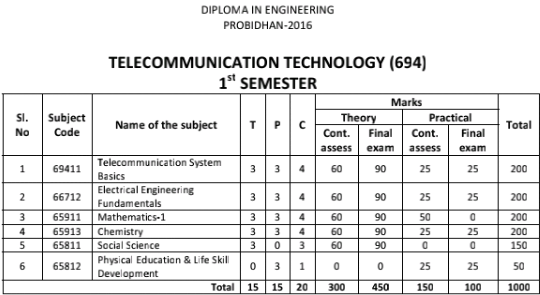 DIPLOMA IN ENGINEERING
PROBIDHAN-2016
TELECOMMUNICATION TECHNOLOGY (694)
1st SEMESTER
Sl. No Subject Code Name of the subject T P C Marks Total
Theory Practical
Cont. assess Final exam Cont. assess Final exam
1 69411 Telecommunication System Basics 3 3 4 60 90 25 25 200
2 66712 Electrical Engineering Fundamentals 3 3 4 60 90 25 25 200
3 65911 Mathematics-1 3 3 4 60 90 50 0 200
4 65913 Chemistry 3 3 4 60 90 25 25 200
5 65811 Social Science 3 0 3 60 90 0 0 150
6 65812 Physical Education & Life Skill Development 0 3 1 0 0 25 25 50
Total 15 15 20 300 450 150 100 1000